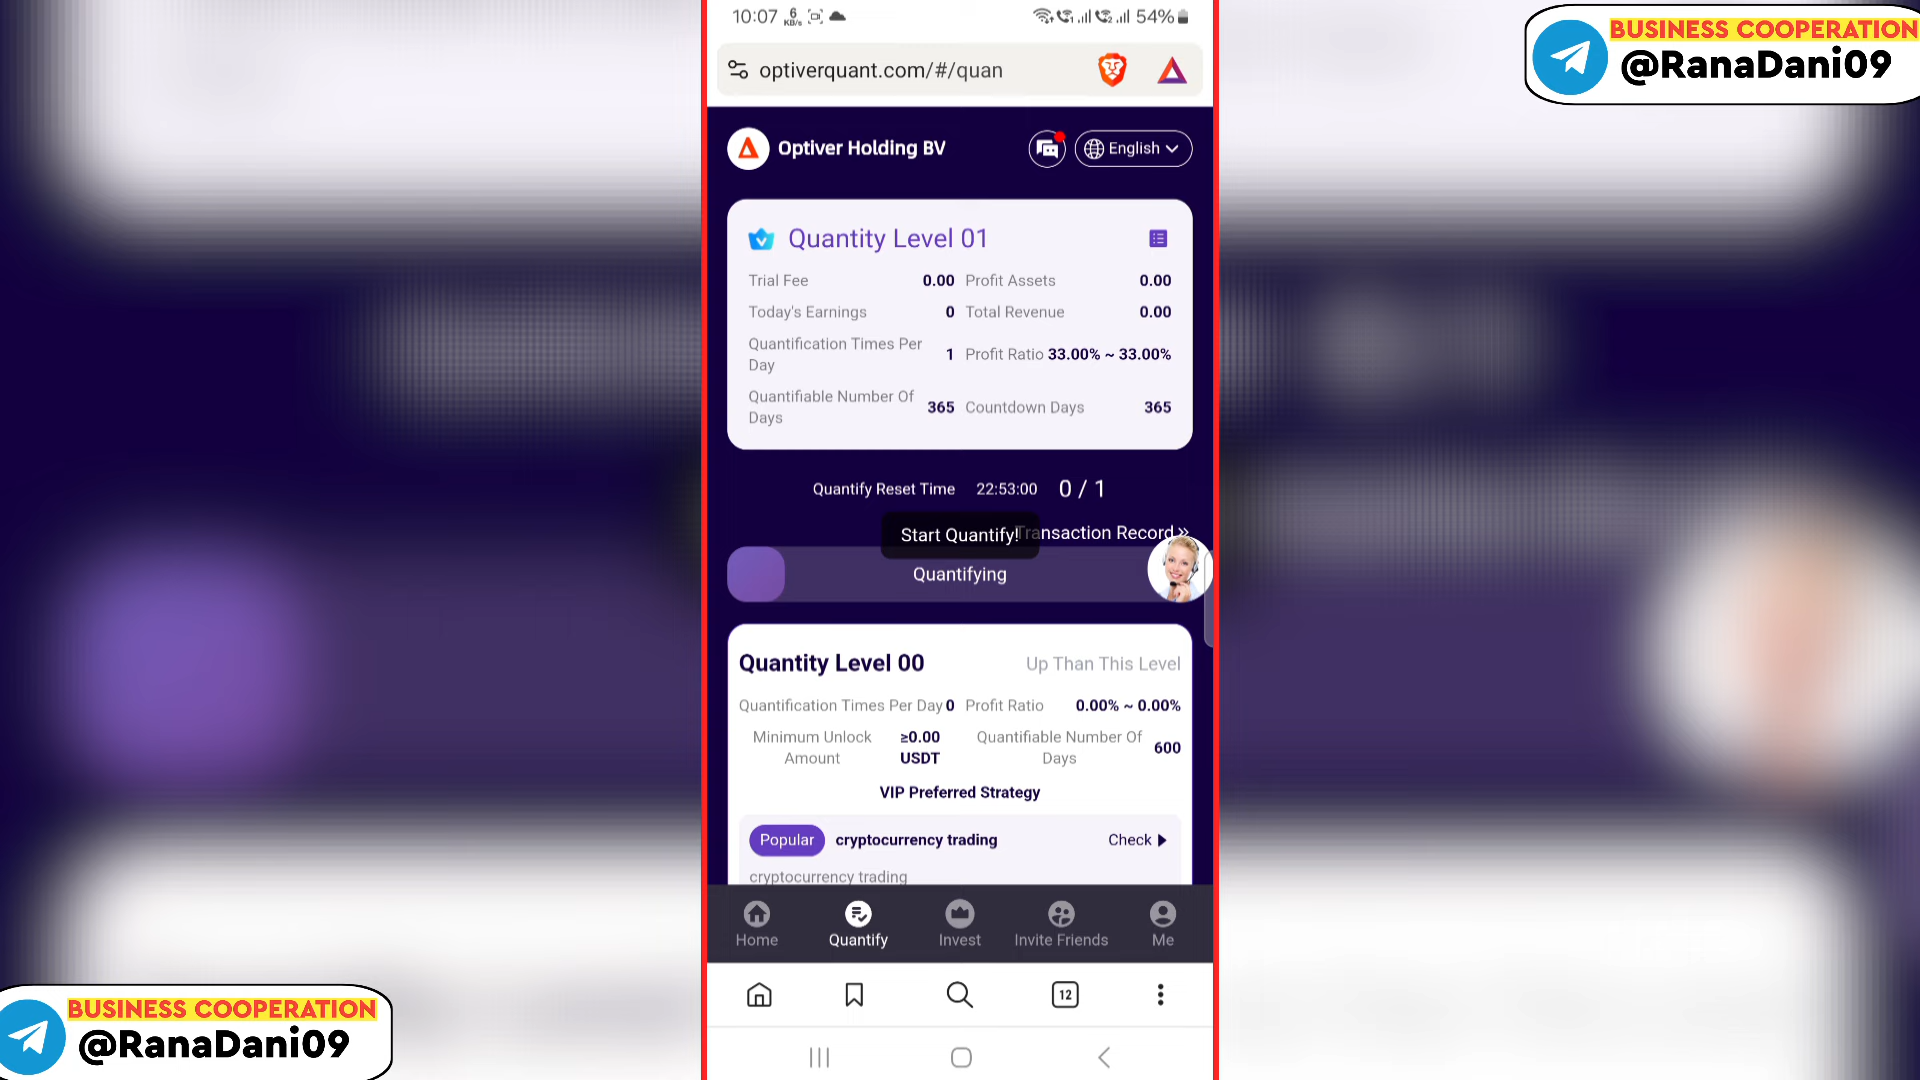 10:07 6 KB/s 54%
BUSINESS COOPERATION
@RanaDani09
optiverquant.com/#/quan
Optiver Holding BV
English
Quantity Level 01
Trial Fee 0.00 Profit Assets 0.00
Today's Earnings 0 Total Revenue 0.00
Quantification Times Per Day 1 Profit Ratio 33.00% ~ 33.00%
Quantifiable Number Of Days 365 Countdown Days 365
Quantify Reset Time 22:53:00 0 / 1
Start Quantify!
Transaction Record »
Quantifying
Quantity Level 00 Up Than This Level
Quantification Times Per Day 0 Profit Ratio 0.00% ~ 0.00%
Minimum Unlock Amount ≥0.00 USDT Quantifiable Number Of Days 600
VIP Preferred Strategy
Popular cryptocurrency trading Check
cryptocurrency trading
Home Quantify Invest Invite Friends Me
12
BUSINESS COOPERATION
@RanaDani09